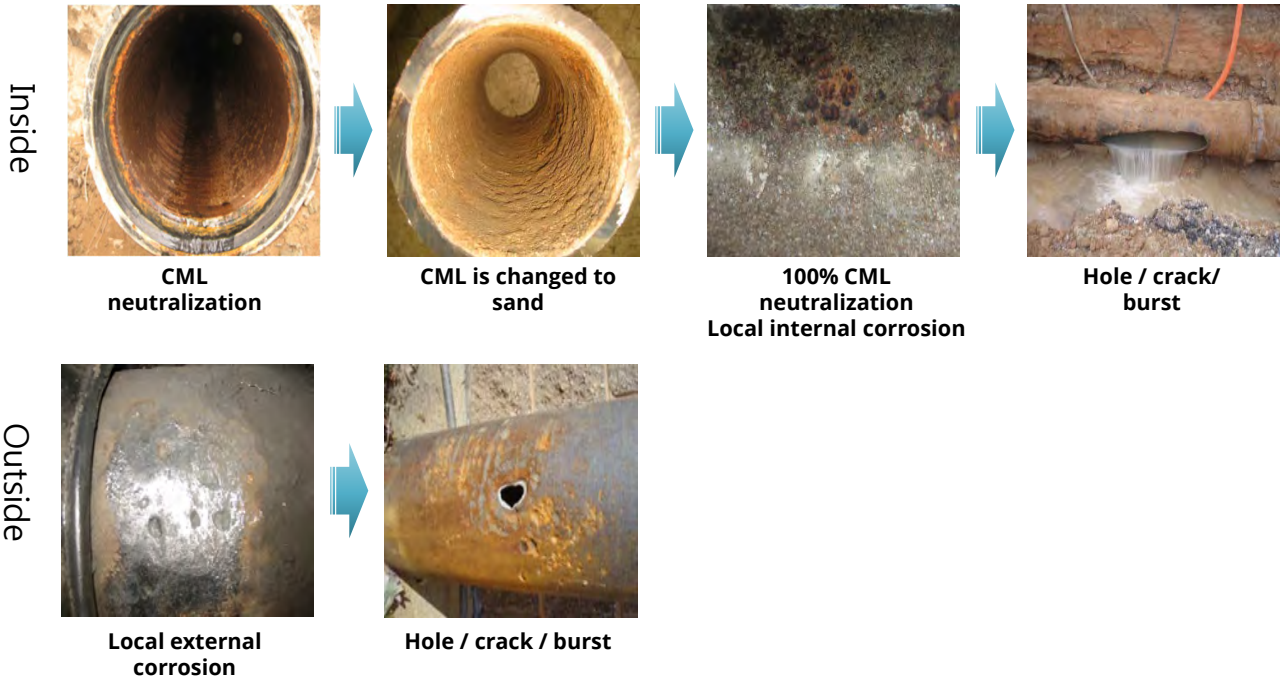 Inside
CML
neutralization
CML is changed to
sand
100% CML
neutralization
Local internal corrosion
Hole / crack/
burst
Outside
Local external
corrosion
Hole / crack / burst